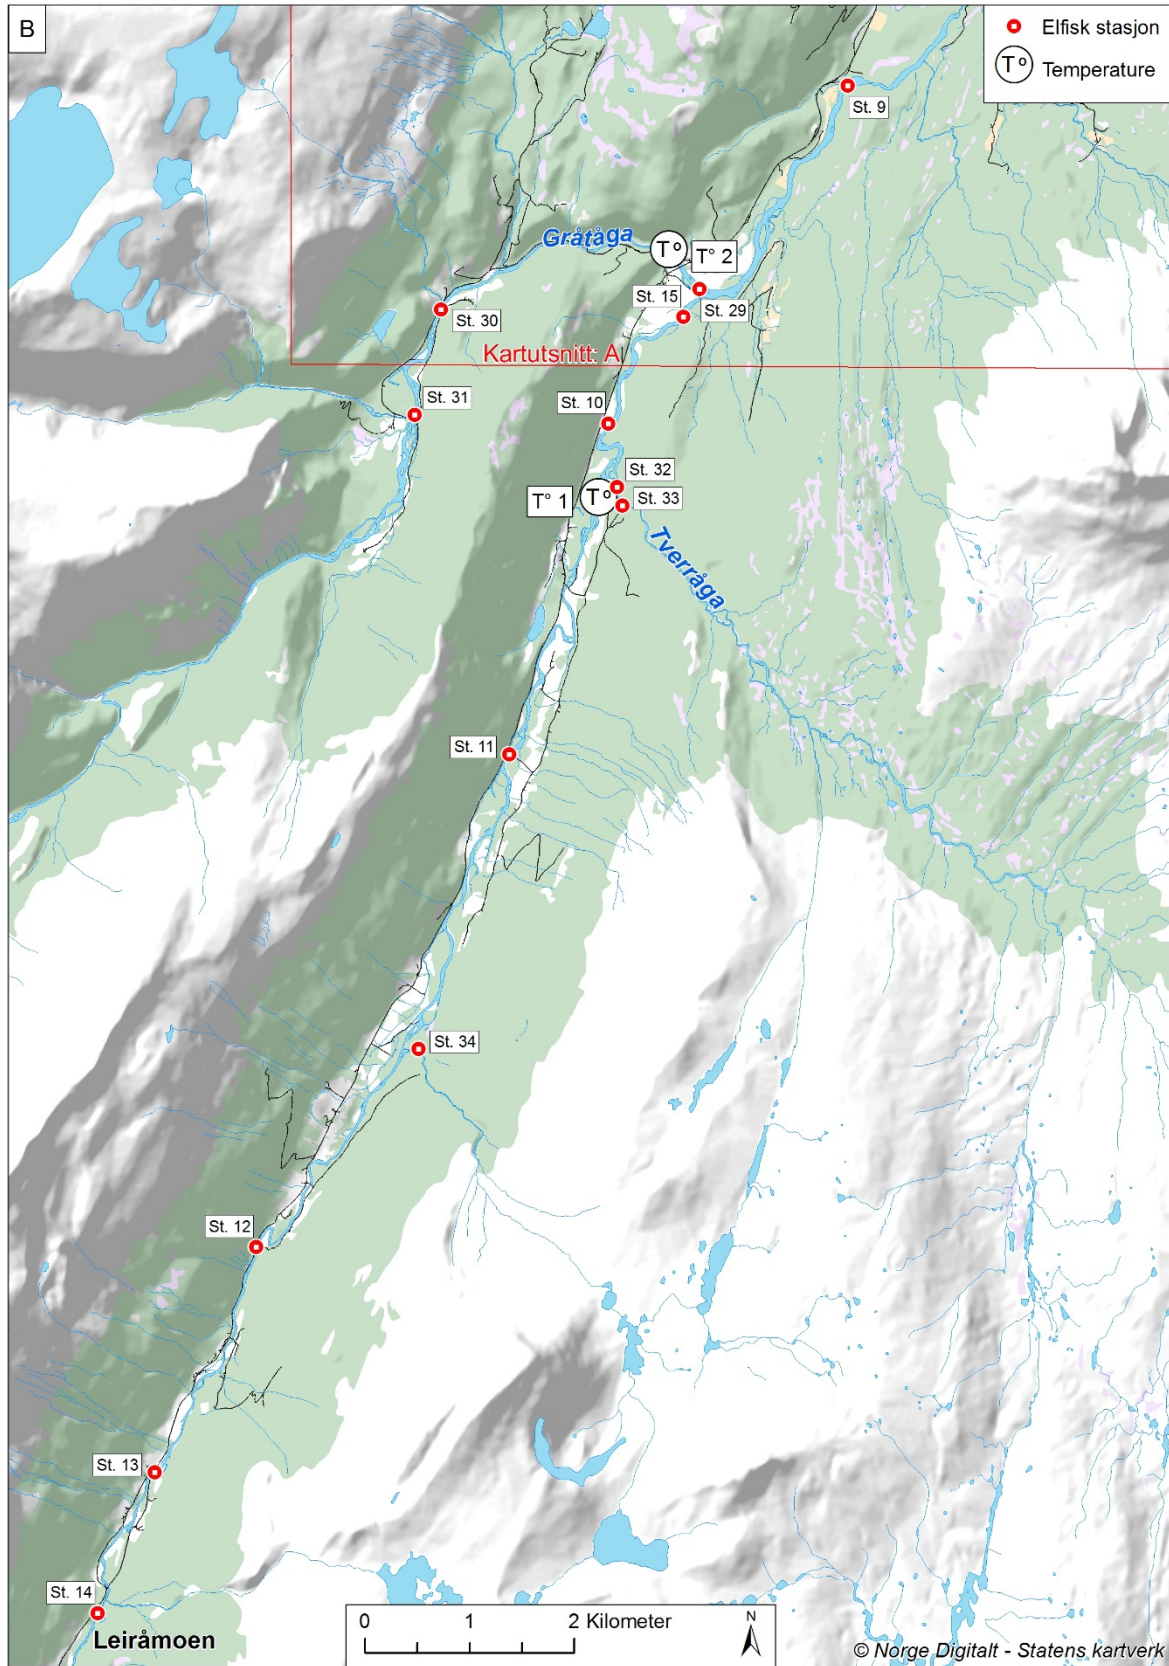 B
Elfisk stasjon
T° Temperature
St. 9
Gråtåga
T°
T° 2
St. 15
St. 29
St. 30
Kartutsnitt: A
St. 31
St. 10
St. 32
T° 1
T°
St. 33
Tverråga
St. 11
St. 34
St. 12
St. 13
St. 14
Leiråmoen
0 2 Kilometer
N
© Norge Digitalt - Statens kartverk